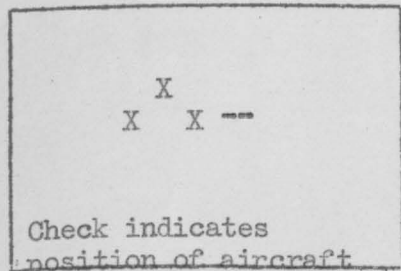 X
X X --
Check indicates
position of aircraft